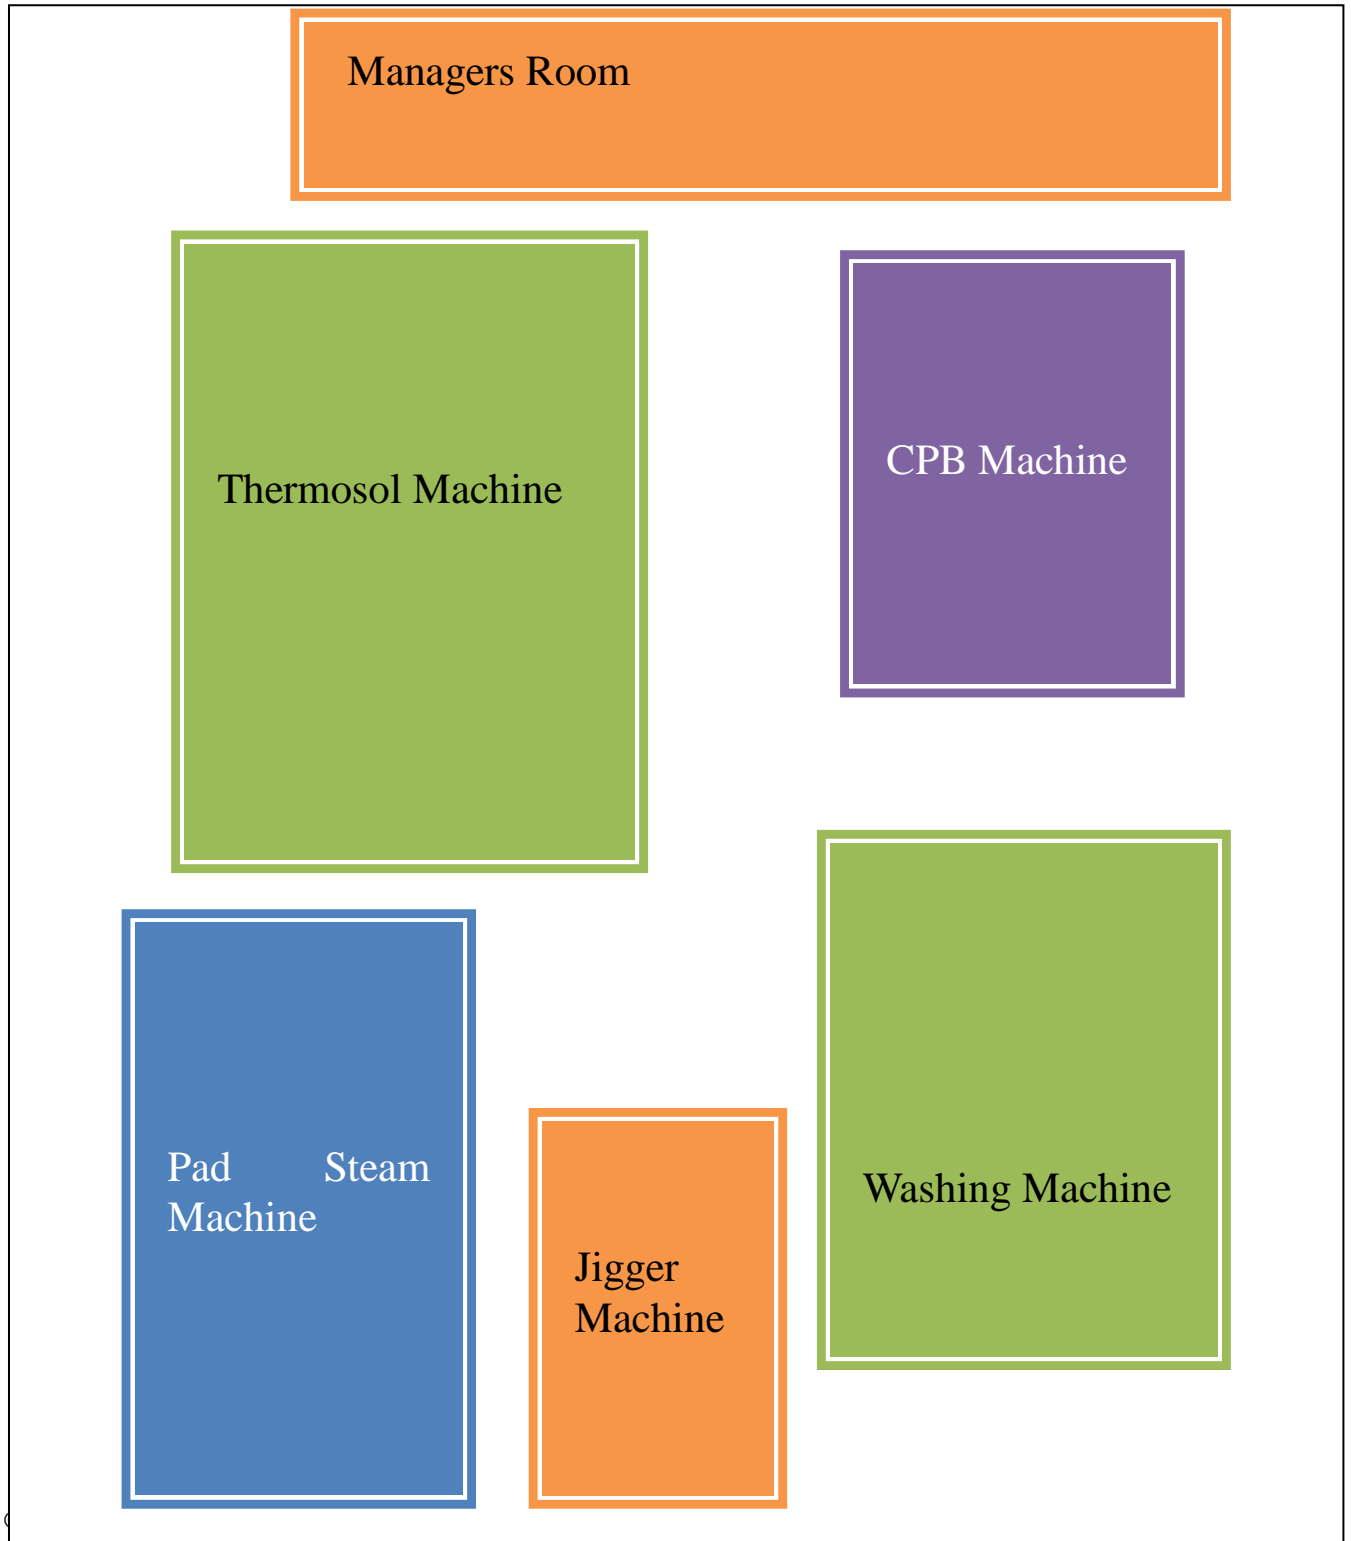 Managers Room
Thermosol Machine
CPB Machine
Pad Steam
Machine
Washing Machine
Jigger
Machine